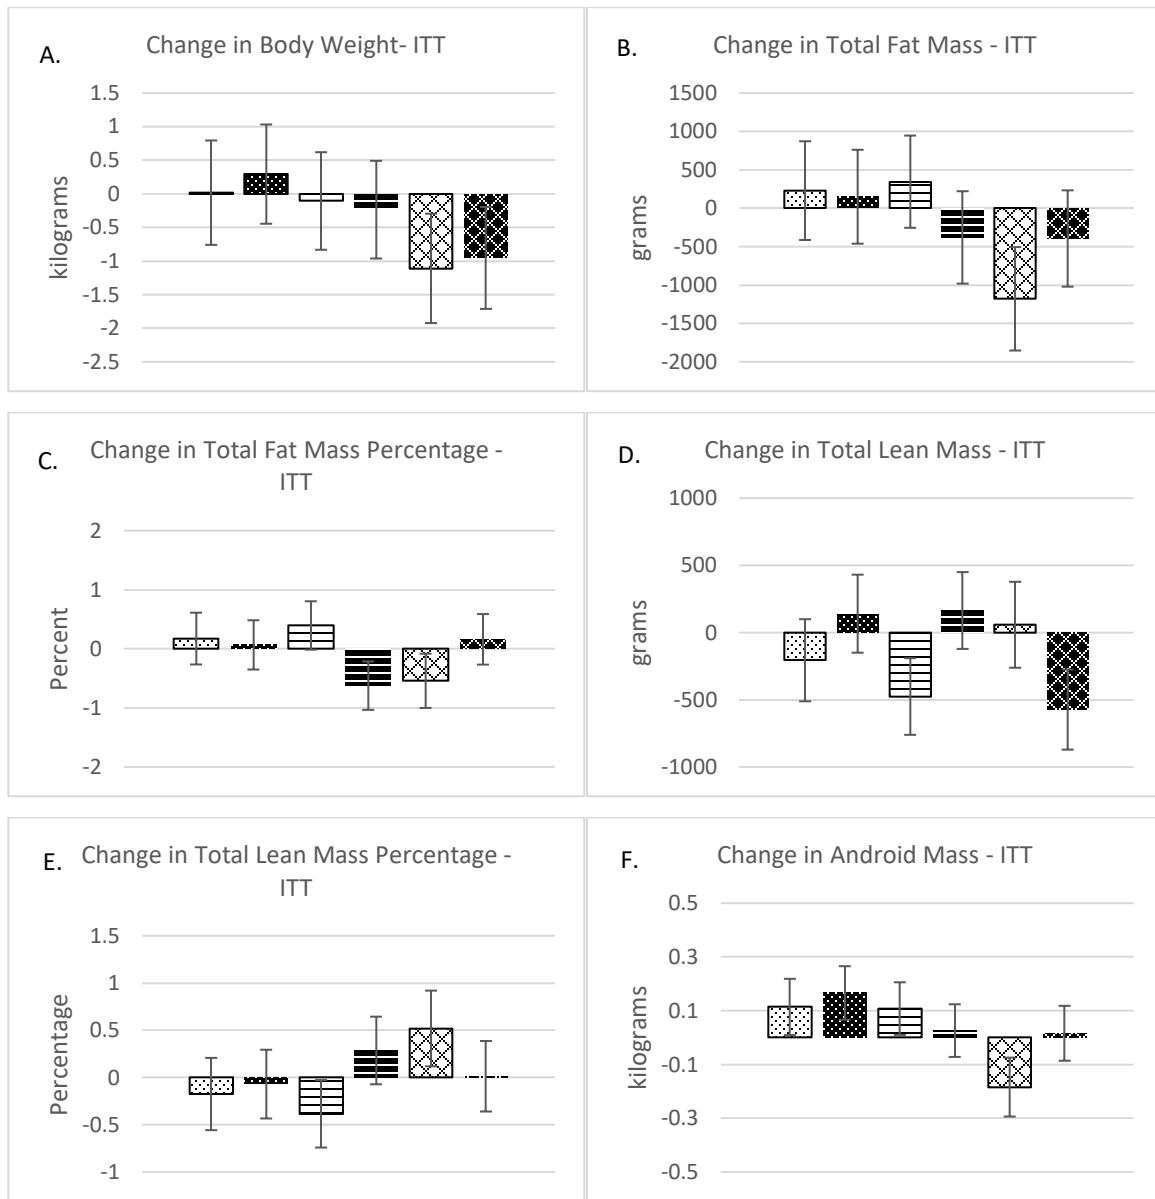 A.
Change in Body Weight- ITT
1.5
1
0.5
0
-0.5
-1
-1.5
-2
-2.5
kilograms
B.
Change in Total Fat Mass - ITT
1500
1000
500
0
-500
-1000
-1500
-2000
grams
C.
Change in Total Fat Mass Percentage -
ITT
2
1
0
-1
-2
Percent
D.
Change in Total Lean Mass - ITT
1000
500
0
-500
-1000
grams
E.
Change in Total Lean Mass Percentage -
ITT
1.5
1
0.5
0
-0.5
-1
Percentage
F.
Change in Android Mass - ITT
0.5
0.3
0.1
-0.1
-0.3
-0.5
kilograms